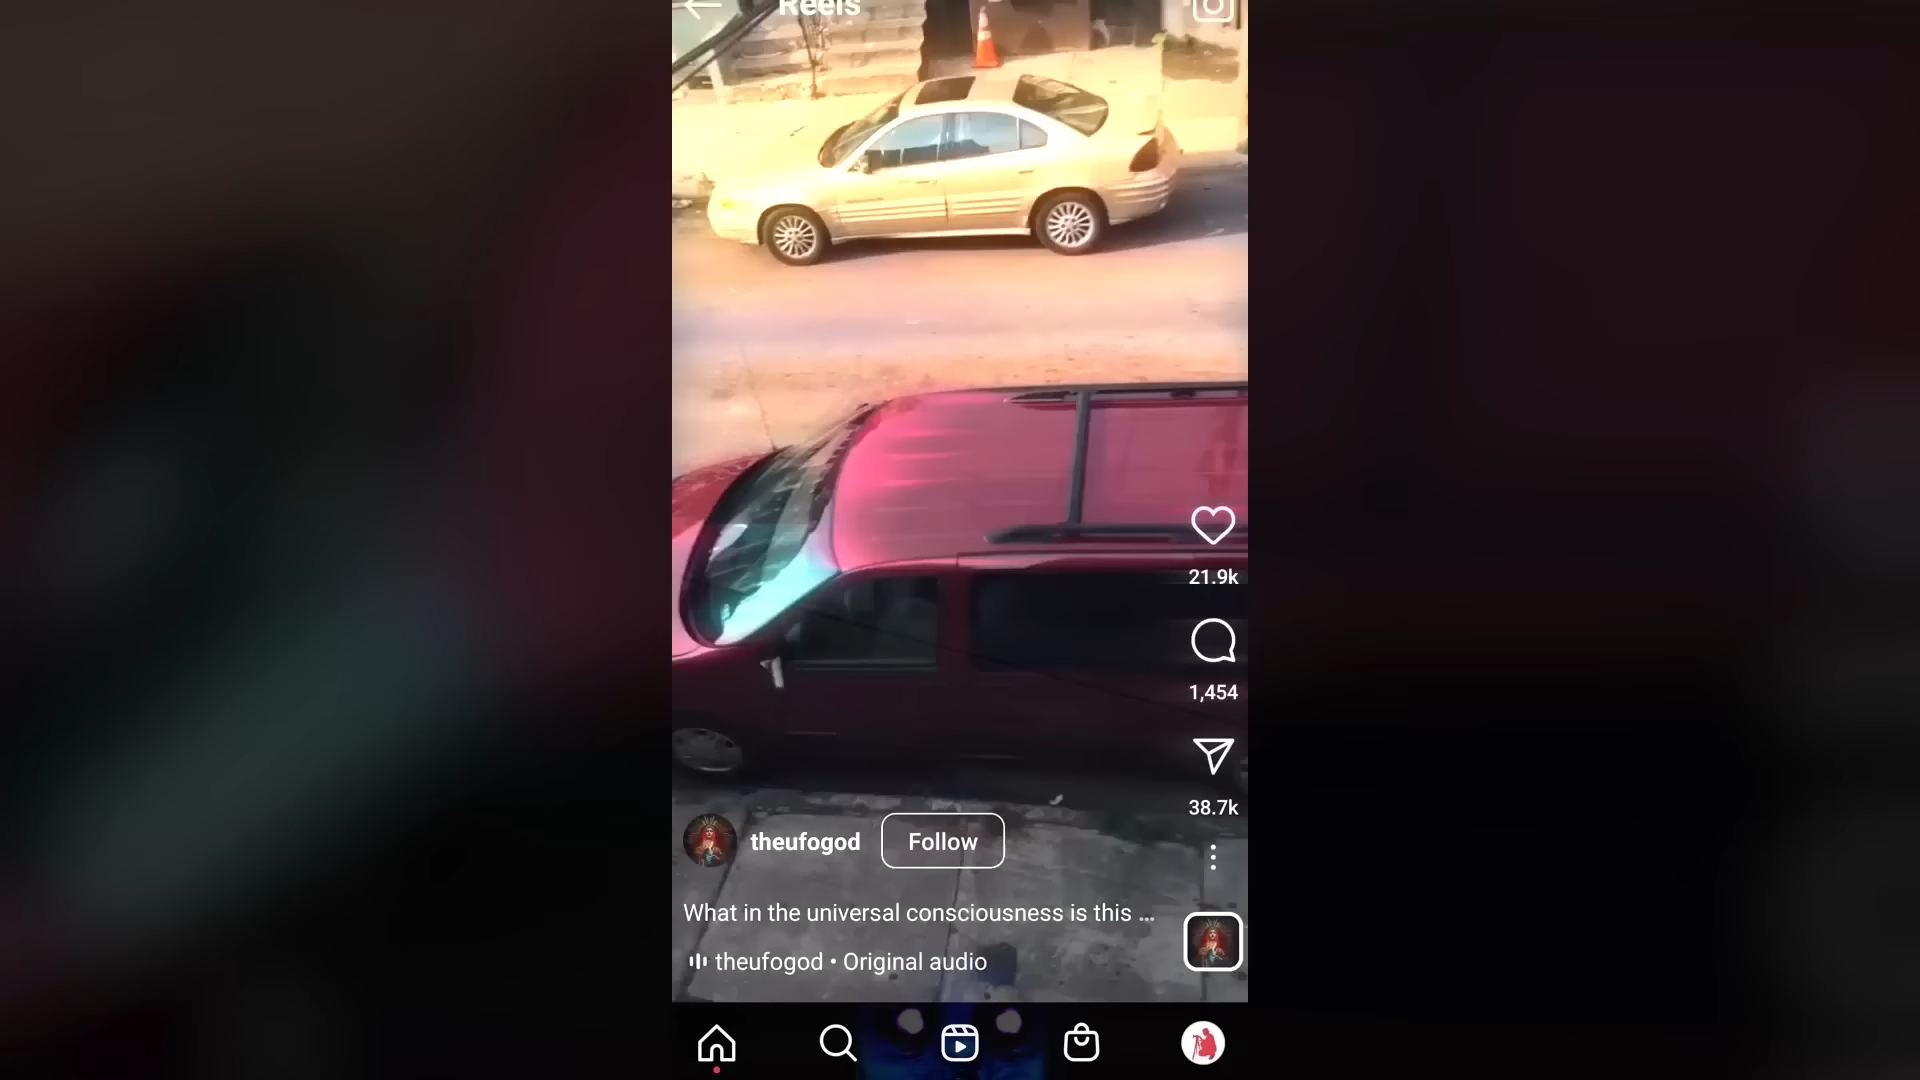 Reels
21.9k
1,454
38.7k
theufogod
Follow
What in the universal consciousness is this ...
theufogod • Original audio